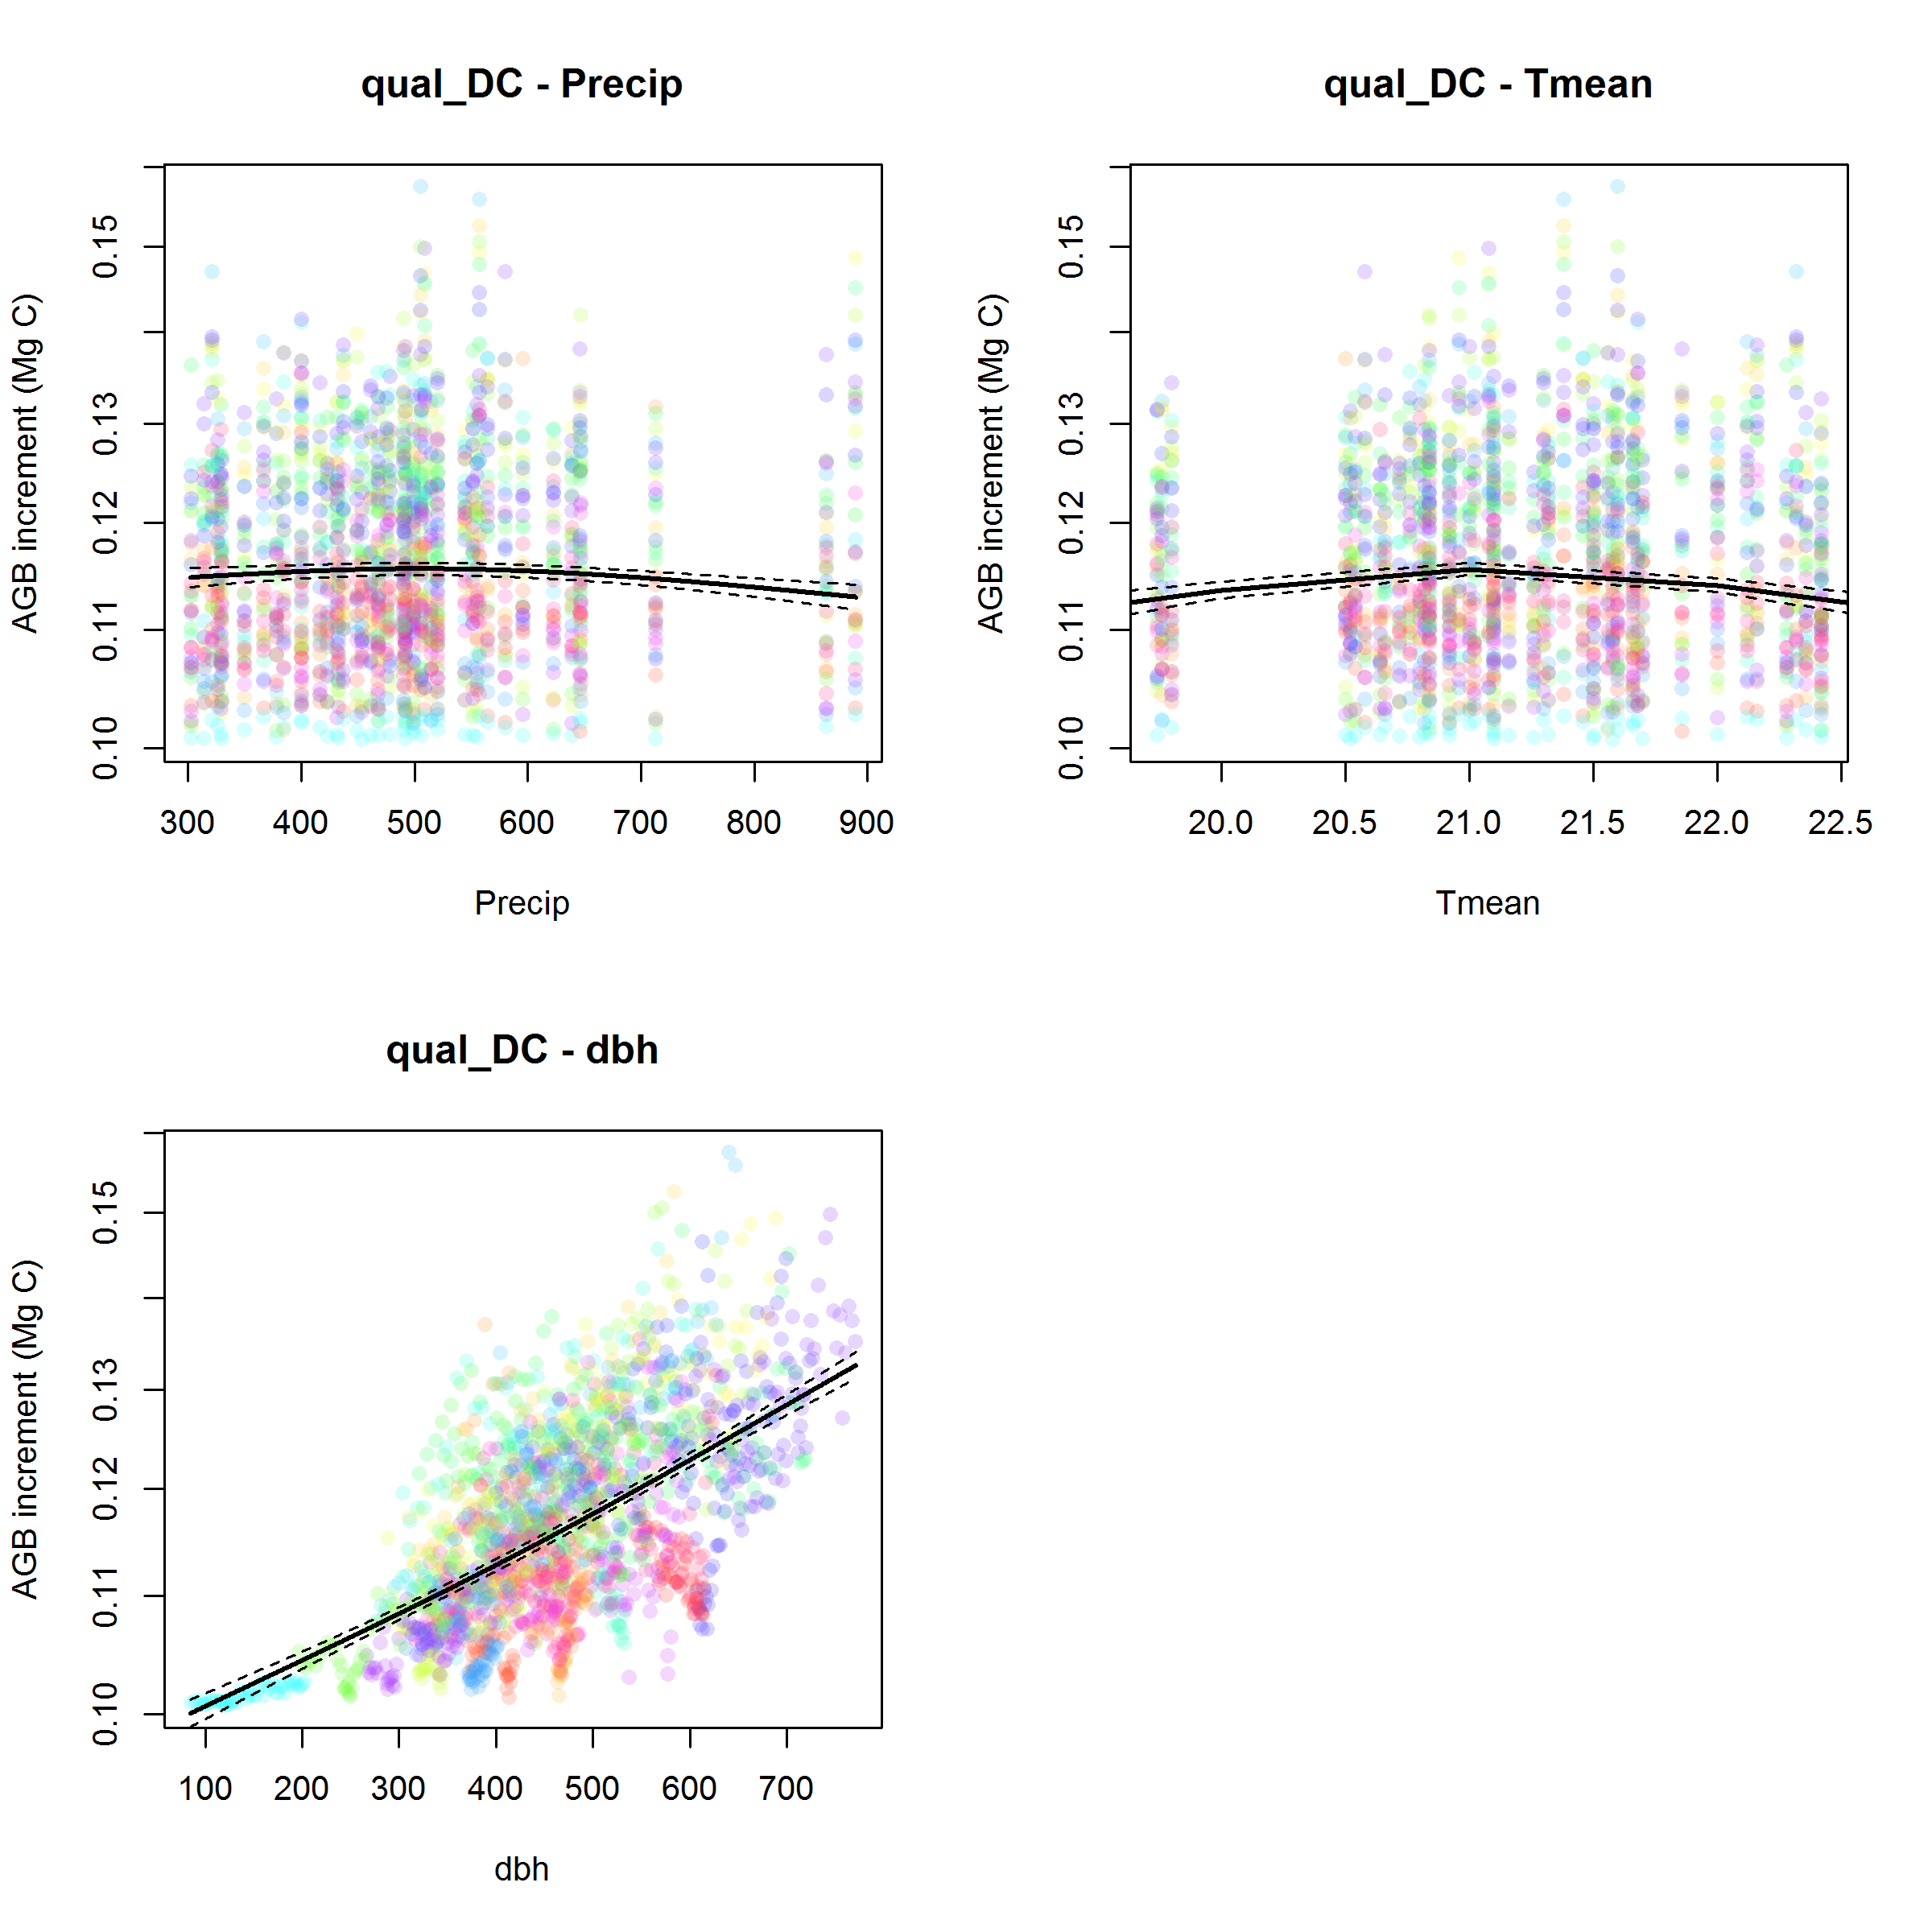 qual_DC - Precip
AGB increment (Mg C)
0.10 0.11 0.12 0.13 0.15
300 400 500 600 700 800 900
Precip
qual_DC - Tmean
AGB increment (Mg C)
0.10 0.11 0.12 0.13 0.15
20.0 20.5 21.0 21.5 22.0 22.5
Tmean
qual_DC - dbh
AGB increment (Mg C)
0.10 0.11 0.12 0.13 0.15
100 200 300 400 500 600 700
dbh